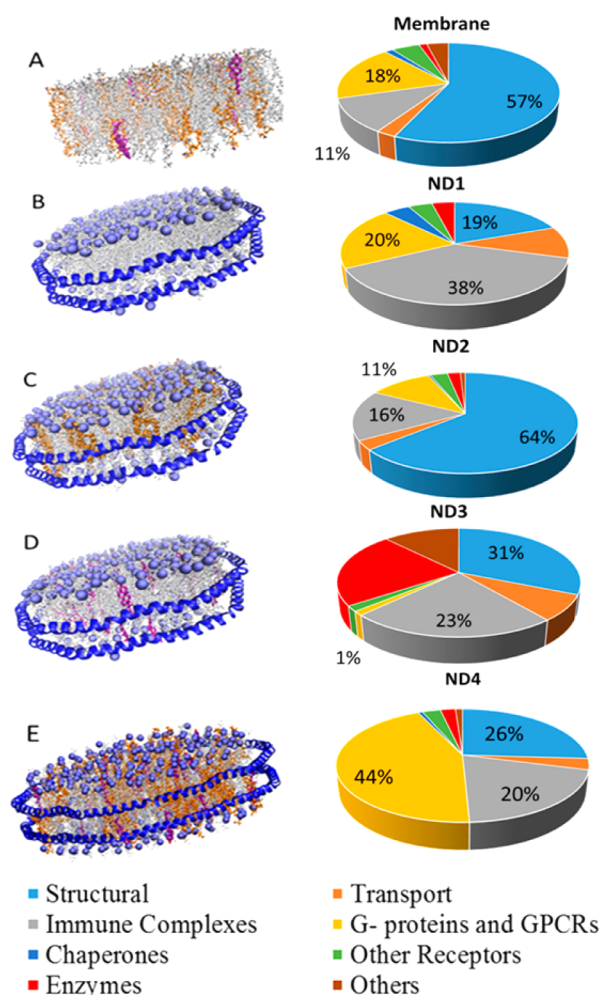 Membrane
A
18%
57%
11%
ND1
B
19%
20%
38%
ND2
C
11%
16%
64%
ND3
D
31%
23%
1%
ND4
E
26%
44%
20%
Structural
Transport
Immune Complexes
G- proteins and GPCRs
Chaperones
Other Receptors
Enzymes
Others